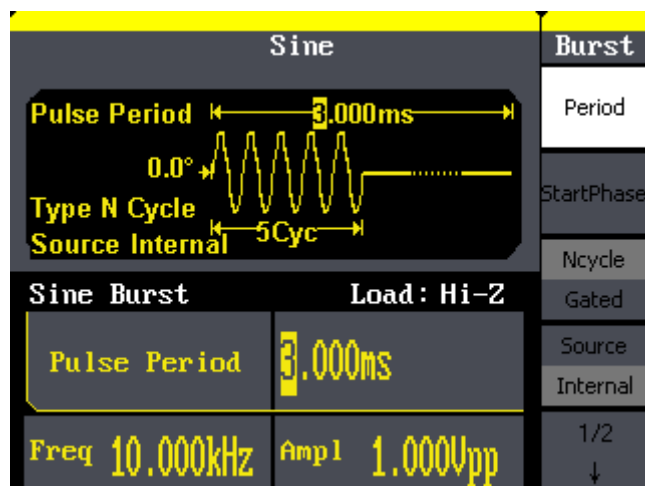 Sine
Burst
Pulse Period
3.000ms
Period
0.0°
StartPhase
Type N Cycle
5Cyc
Source Internal
Ncycle
Sine Burst
Load: Hi-Z
Gated
Pulse Period
3.000ms
Source
Internal
Freq 10.000kHz
Ampl 1.000Vpp
1/2
↓